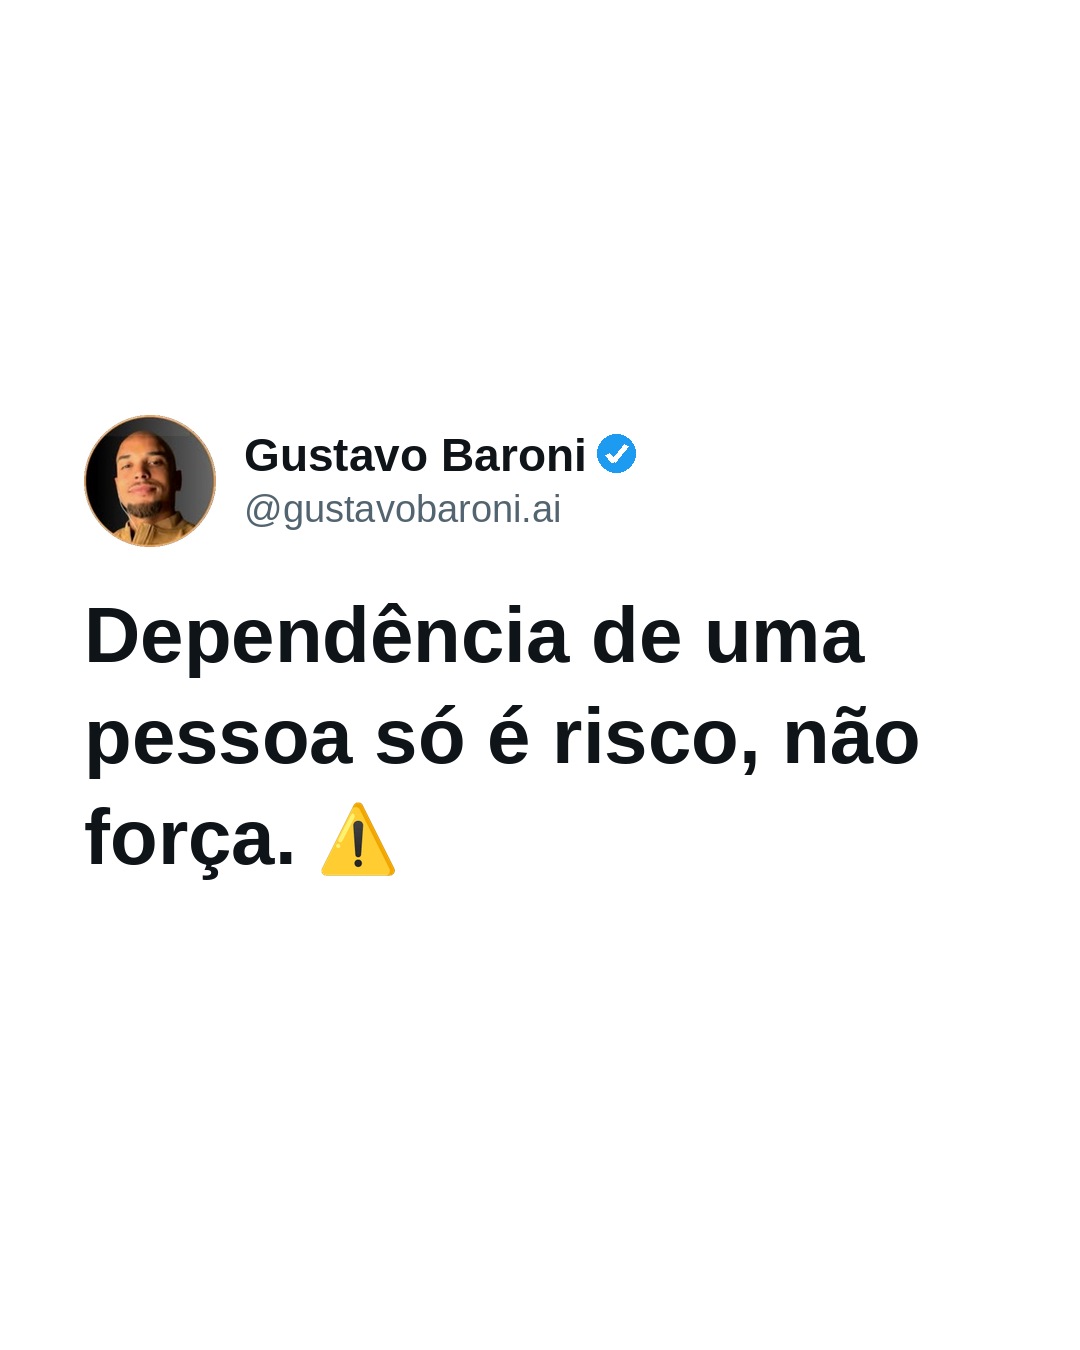 Gustavo Baroni
@gustavobaroni.ai
Dependência de uma
pessoa só é risco, não
força. ⚠️